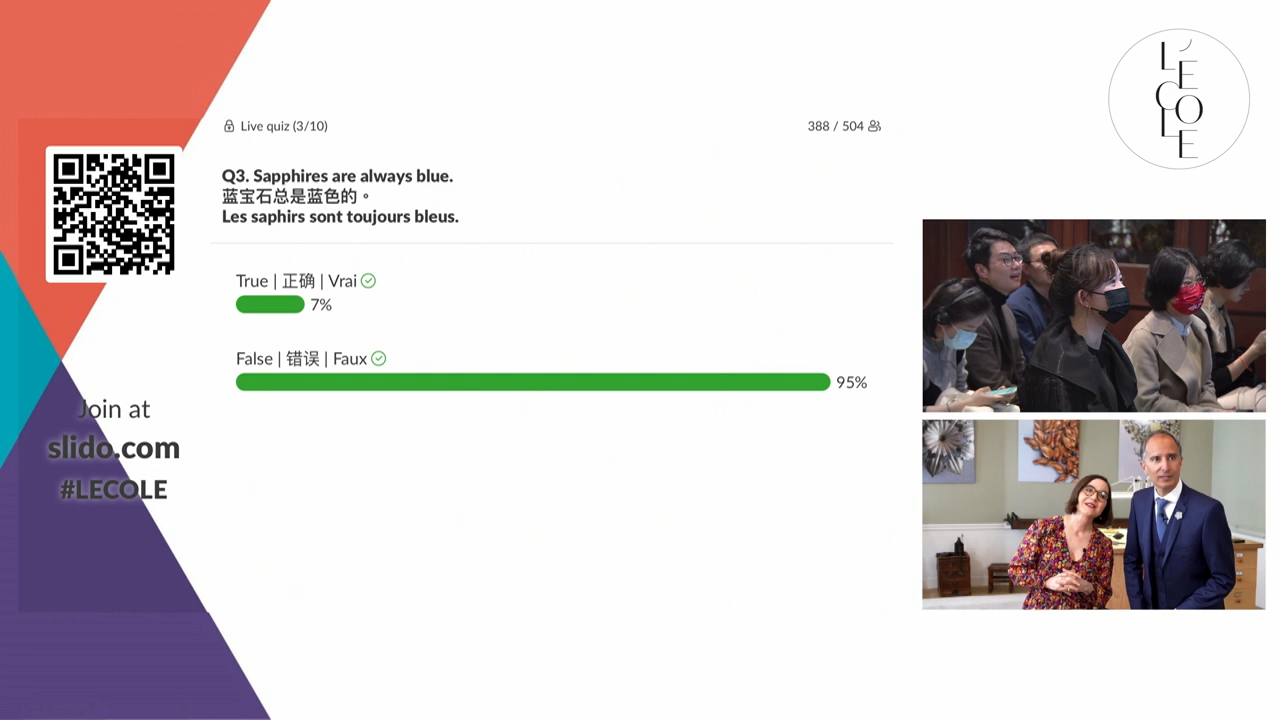 Live quiz (3/10)
388 / 504
Q3. Sapphires are always blue.
蓝宝石总是蓝色的。
Les saphirs sont toujours bleus.
True | 正确 | Vrai
7%
False | 错误 | Faux
95%
Join at
slido.com
#LECOLE
L'ÉCOLE